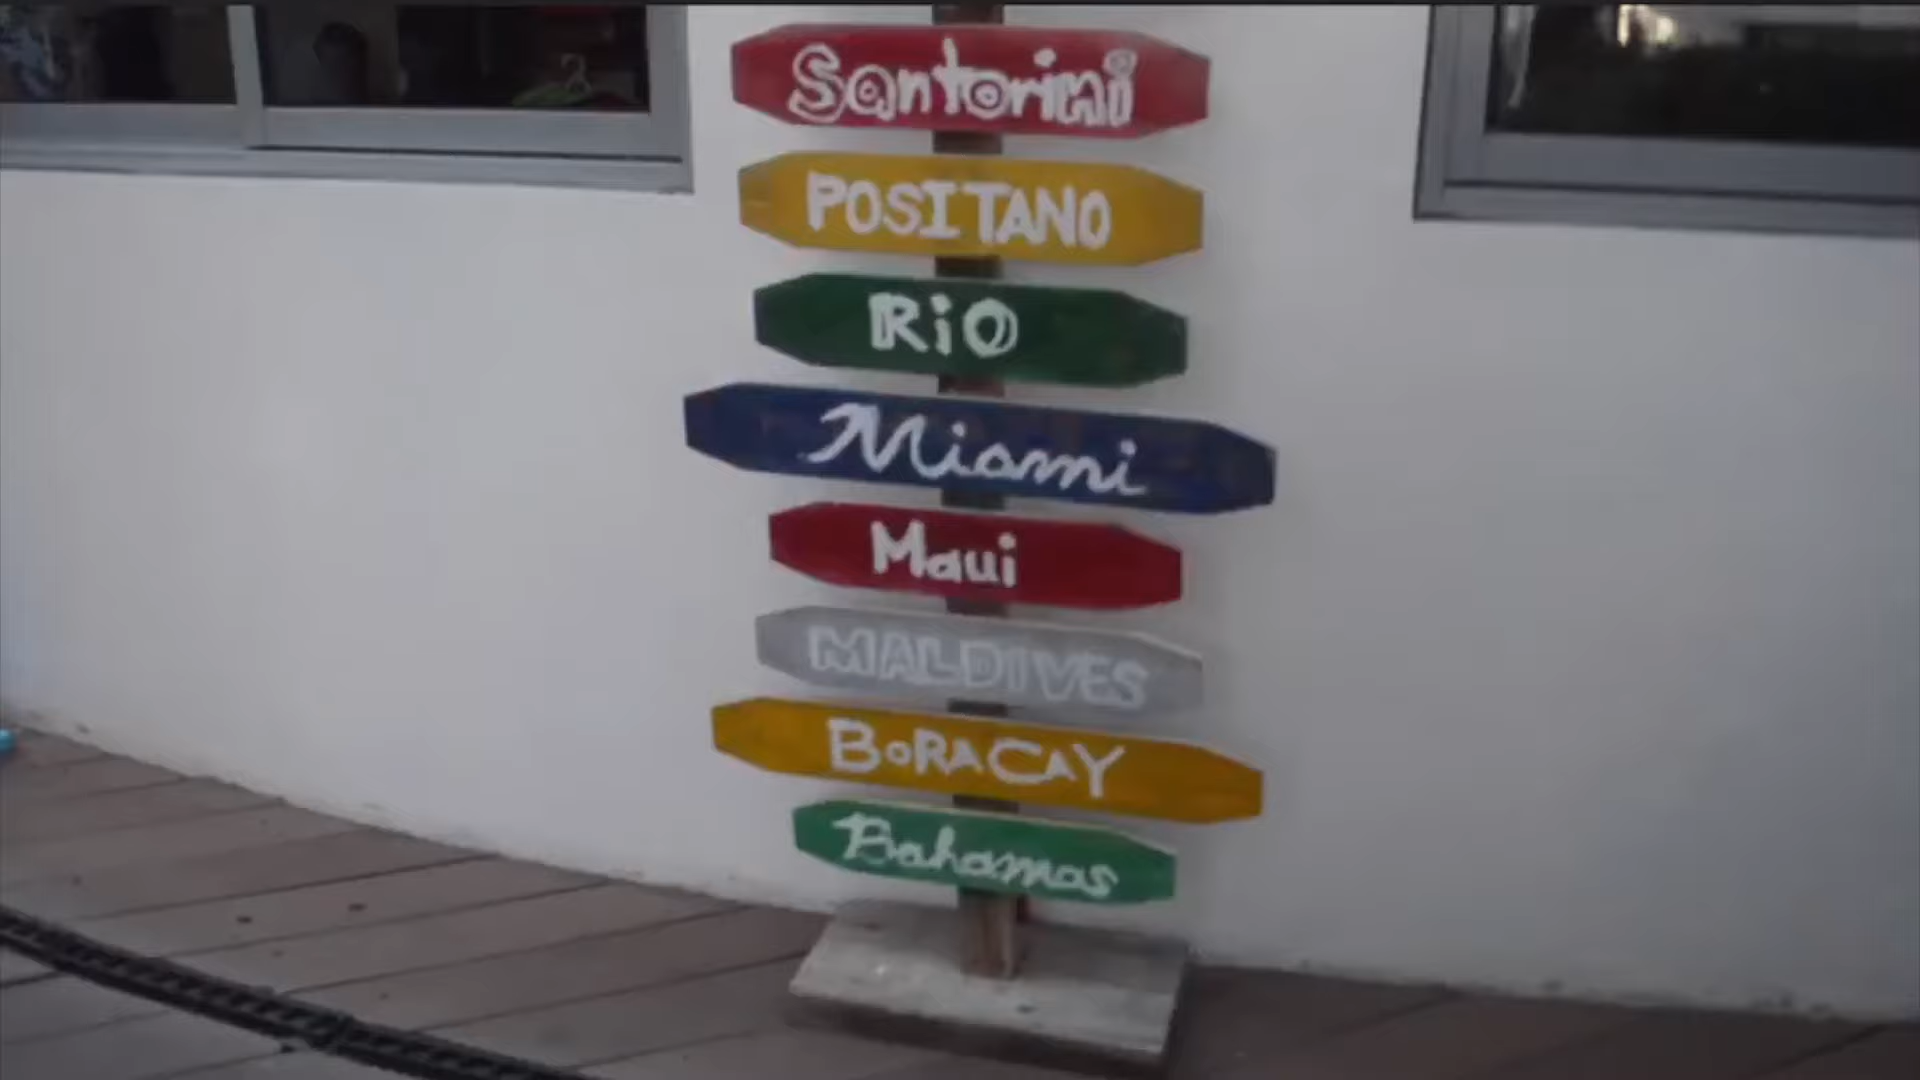 Santorini
POSITANO
RiO
Miami
Maui
MALDIVES
BoRACAY
Bahamas